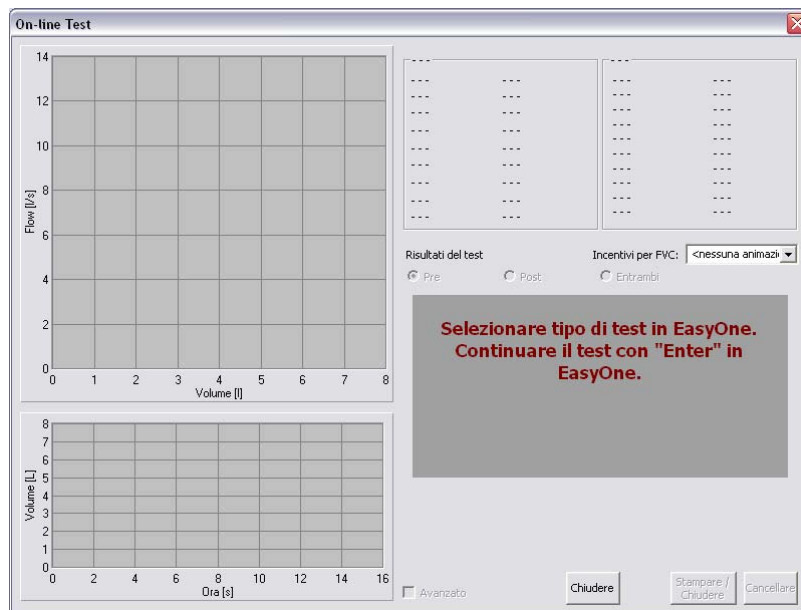 On-line Test
14
12
10
8
6
4
2
0
Flow [l/s]
0 1 2 3 4 5 6 7 8
Volume [l]
8
7
6
5
4
3
2
1
0
Volume [L]
0 2 4 6 8 10 12 14 16
Ora [s]
---
--- ---
--- ---
--- ---
--- ---
--- ---
--- ---
--- ---
--- ---
--- ---
---
--- ---
--- ---
--- ---
--- ---
--- ---
--- ---
--- ---
--- ---
--- ---
--- ---
Risultati del test Incentivi per FVC: <nessuna animazi
Pre Post Entrambi
Selezionare tipo di test in EasyOne.
Continuare il test con "Enter" in
EasyOne.
Avanzato
Chiudere
Stampare /
Chiudere
Cancellare